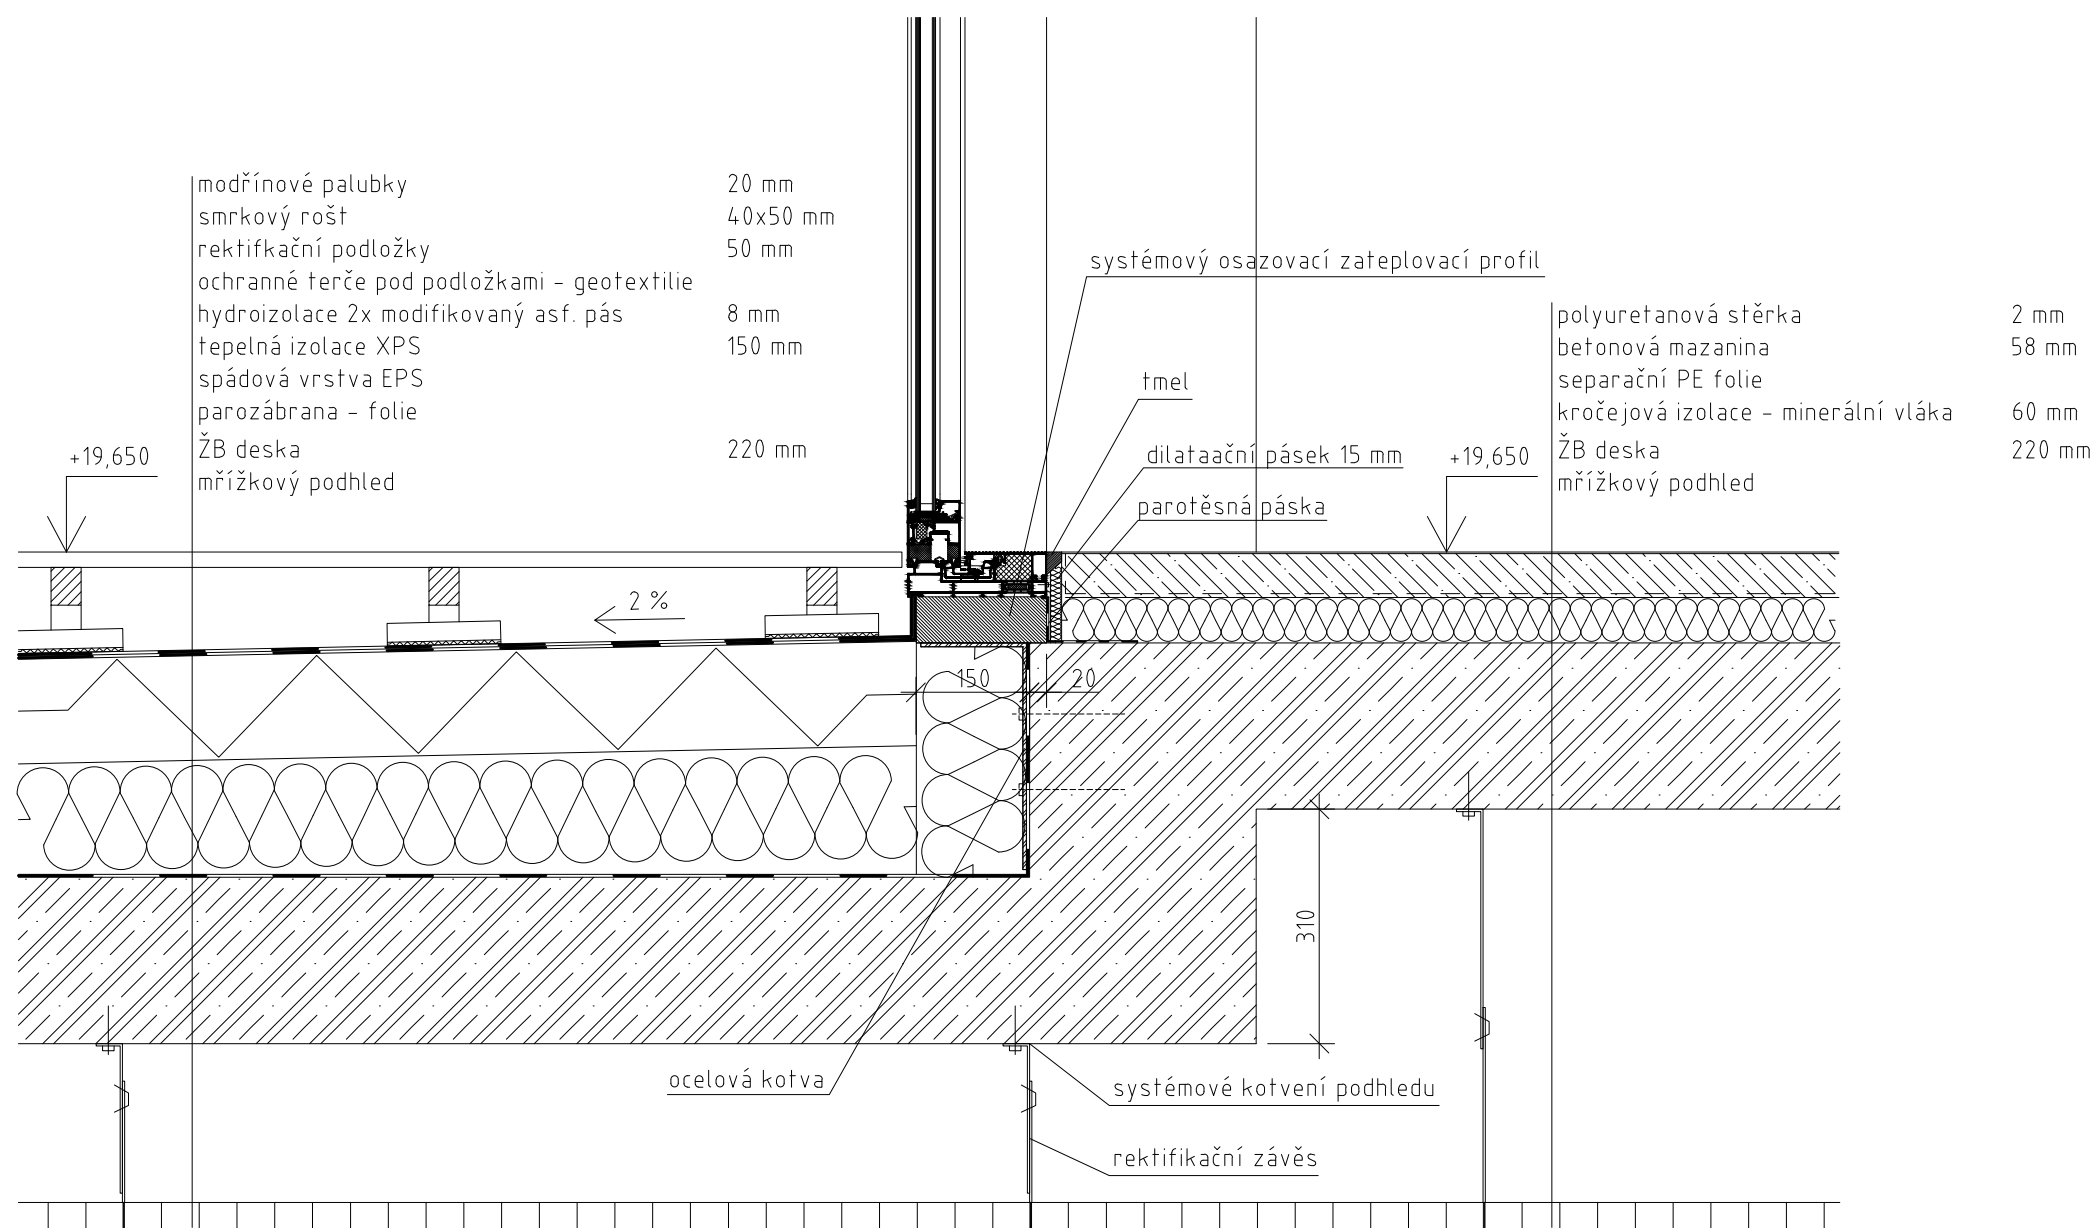 modřínové palubky 20 mm
smrkový rošt 40x50 mm
rektifkační podložky 50 mm
ochranné terče pod podložkami - geotextilie
hydroizolace 2x modifikovaný asf. pás 8 mm
tepelná izolace XPS 150 mm
spádová vrstva EPS
parozábrana - folie
ŽB deska 220 mm
mřížkový podhled
+19,650
2 %
systémový osazovací zateplovací profil
tmel
dilataační pásek 15 mm
parotěsná páska
+19,650
polyuretanová stěrka 2 mm
betonová mazanina 58 mm
separační PE folie
kročejová izolace - minerální vláka 60 mm
ŽB deska 220 mm
mřížkový podhled
150
20
310
ocelová kotva
systémové kotvení podhledu
rektifikační závěs